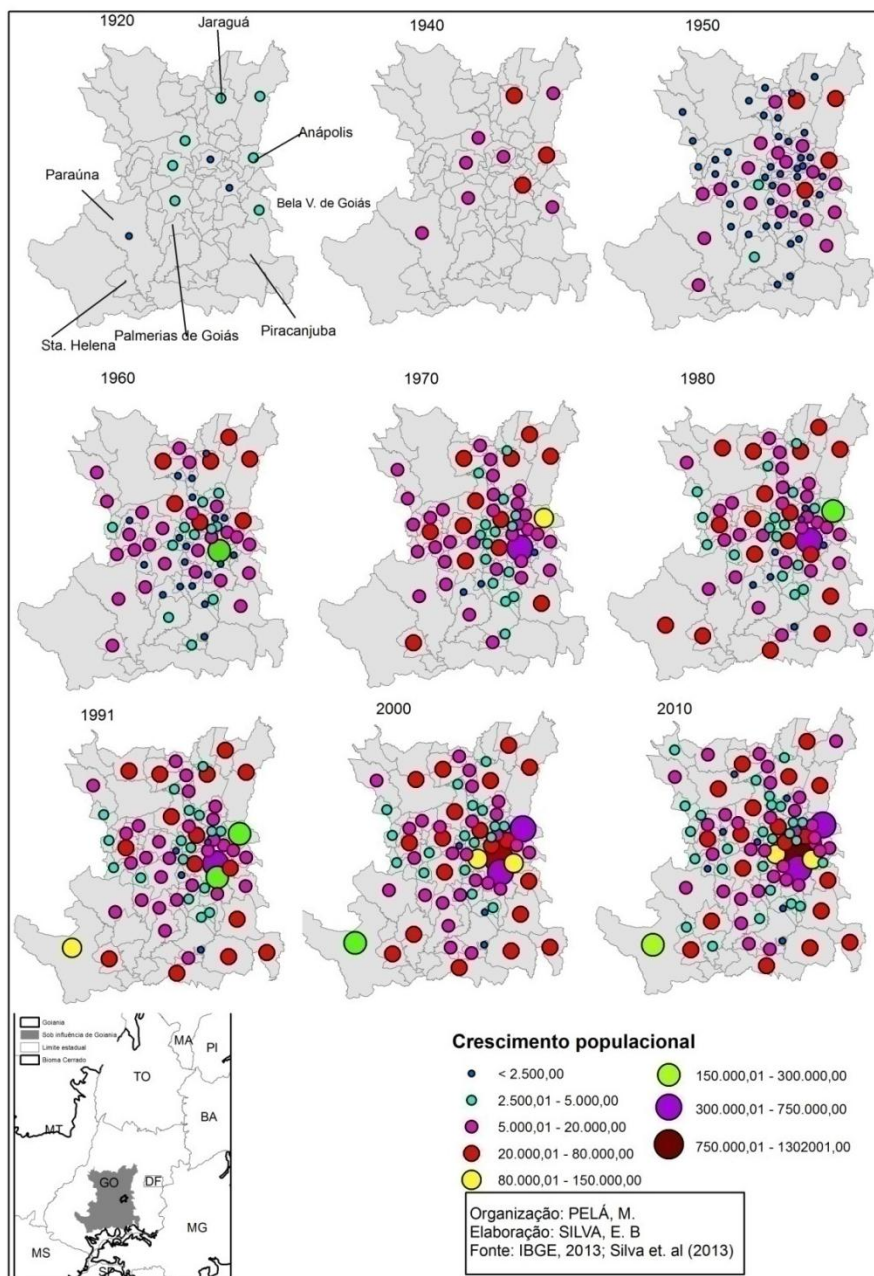 1920
1940
1950
Jaraguá
Anápolis
Paraúna
Bela V. de Goiás
Piracanjuba
Palmerias de Goiás
Sta. Helena
1960
1970
1980
1991
2000
2010
Goiania
Sob influência de Goiania
Limite estadual
Bioma Cerrado
MA
PI
TO
BA
MT
GO
DF
MG
MS
SP
Crescimento populacional
< 2.500,00
2.500,01 - 5.000,00
5.000,01 - 20.000,00
20.000,01 - 80.000,00
80.000,01 - 150.000,00
150.000,01 - 300.000,00
300.000,01 - 750.000,00
750.000,01 - 1302001,00
Organização: PELÁ, M.
Elaboração: SILVA, E. B
Fonte: IBGE, 2013; Silva et. al (2013)